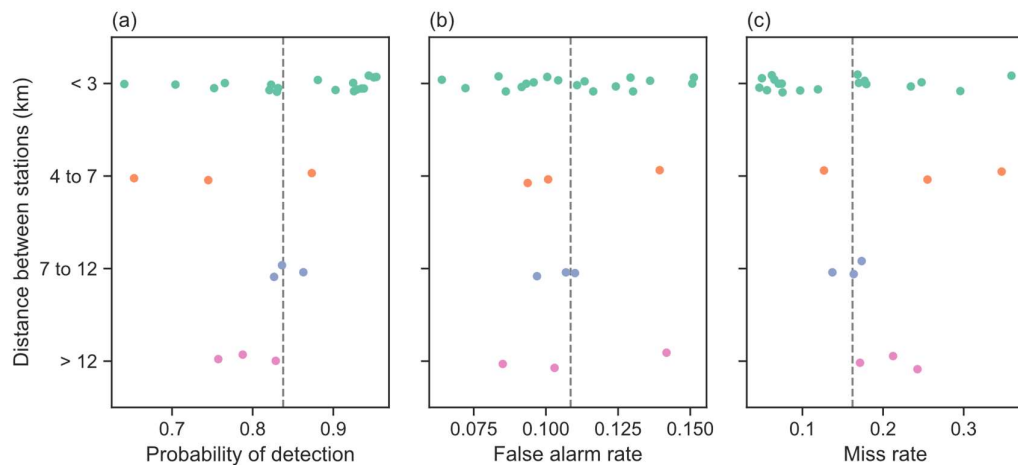 (a)
(b)
(c)
Distance between stations (km)
< 3
4 to 7
7 to 12
> 12
0.7
0.8
0.9
0.075
0.100
0.125
0.150
0.1
0.2
0.3
Probability of detection
False alarm rate
Miss rate